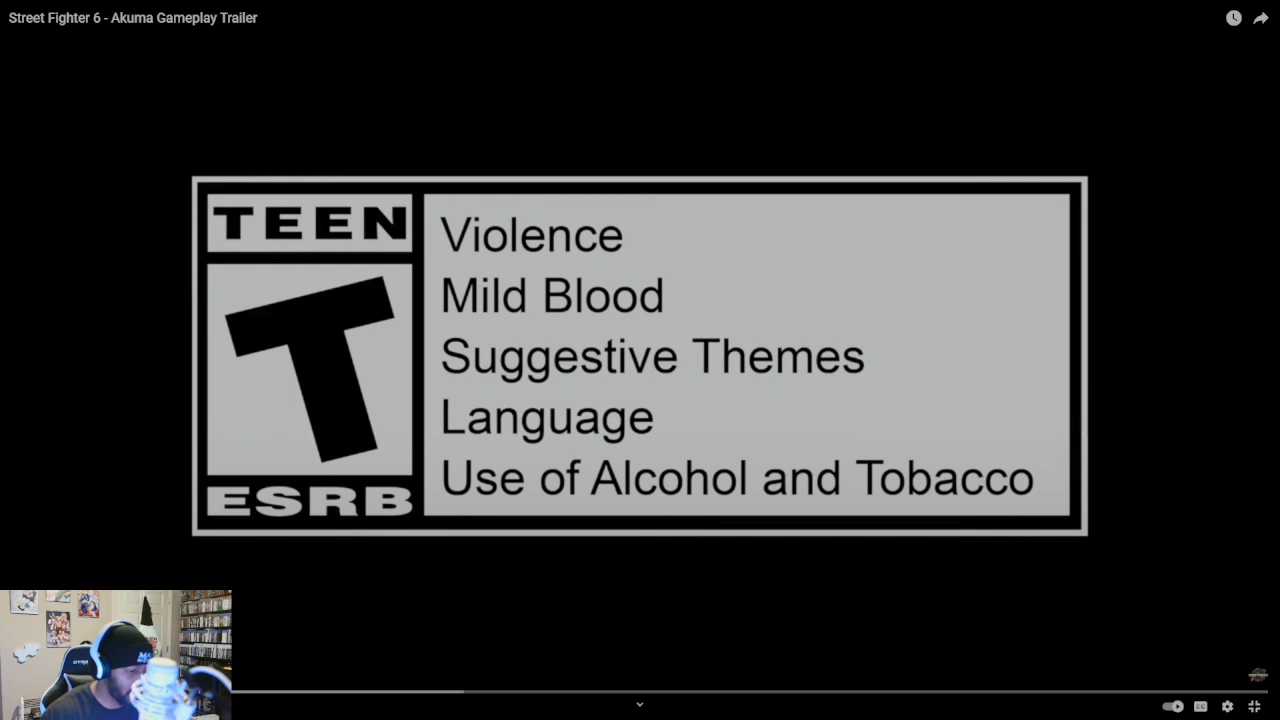 Street Fighter 6 - Akuma Gameplay Trailer
TEEN
T
ESRB
Violence
Mild Blood
Suggestive Themes
Language
Use of Alcohol and Tobacco
CC